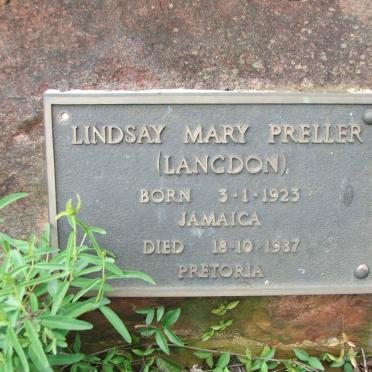 LINDSAY MARY PRELLER
(LANGDON)
BORN 3·1·1923
JAMAICA
DIED 18·10·1987
PRETORIA